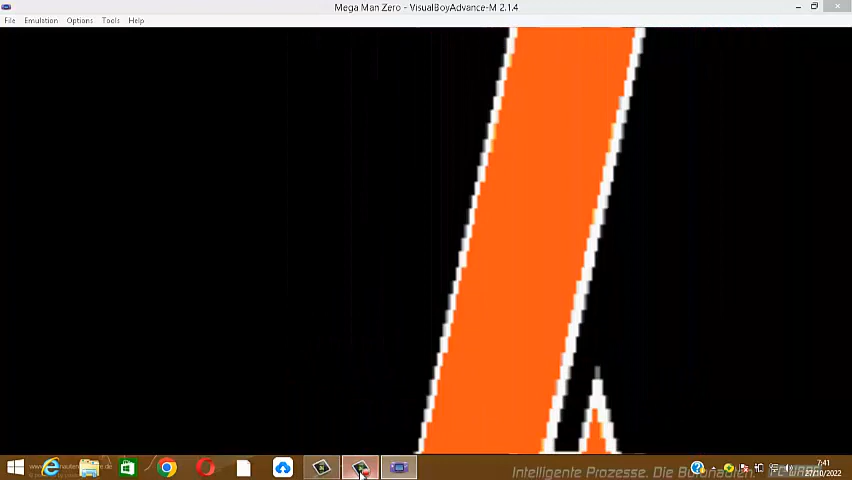 Mega Man Zero - VisualBoyAdvance-M 2.1.4
File Emulation Options Tools Help
7:41
27/10/2022
Intelligente Prozesse. Die Büronauten.